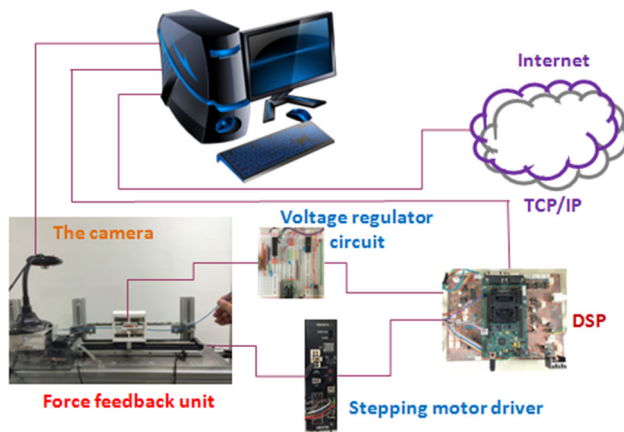 Internet
TCP/IP
Voltage regulator
circuit
The camera
DSP
Force feedback unit
Stepping motor driver